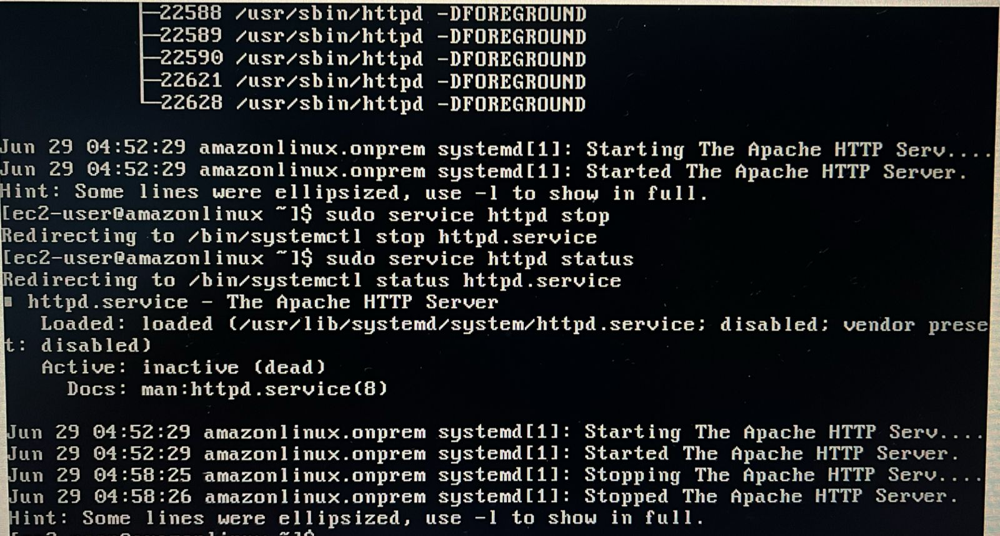 22588 /usr/sbin/httpd -DFOREGROUND
22589 /usr/sbin/httpd -DFOREGROUND
22590 /usr/sbin/httpd -DFOREGROUND
22621 /usr/sbin/httpd -DFOREGROUND
22628 /usr/sbin/httpd -DFOREGROUND
Jun 29 04:52:29 amazonlinux.onprem systemd[1]: Starting The Apache HTTP Serv....
Jun 29 04:52:29 amazonlinux.onprem systemd[1]: Started The Apache HTTP Server.
Hint: Some lines were ellipsized, use -l to show in full.
[ec2-user@amazonlinux ~]$ sudo service httpd stop
Redirecting to /bin/systemctl stop httpd.service
[ec2-user@amazonlinux ~]$ sudo service httpd status
Redirecting to /bin/systemctl status httpd.service
httpd.service - The Apache HTTP Server
Loaded: loaded (/usr/lib/systemd/system/httpd.service; disabled; vendor prese
t: disabled)
Active: inactive (dead)
Docs: man:httpd.service(8)
Jun 29 04:52:29 amazonlinux.onprem systemd[1]: Starting The Apache HTTP Serv....
Jun 29 04:52:29 amazonlinux.onprem systemd[1]: Started The Apache HTTP Server.
Jun 29 04:58:25 amazonlinux.onprem systemd[1]: Stopping The Apache HTTP Serv....
Jun 29 04:58:26 amazonlinux.onprem systemd[1]: Stopped The Apache HTTP Server.
Hint: Some lines were ellipsized, use -l to show in full.
[ec2-user@amazonlinux ~]$